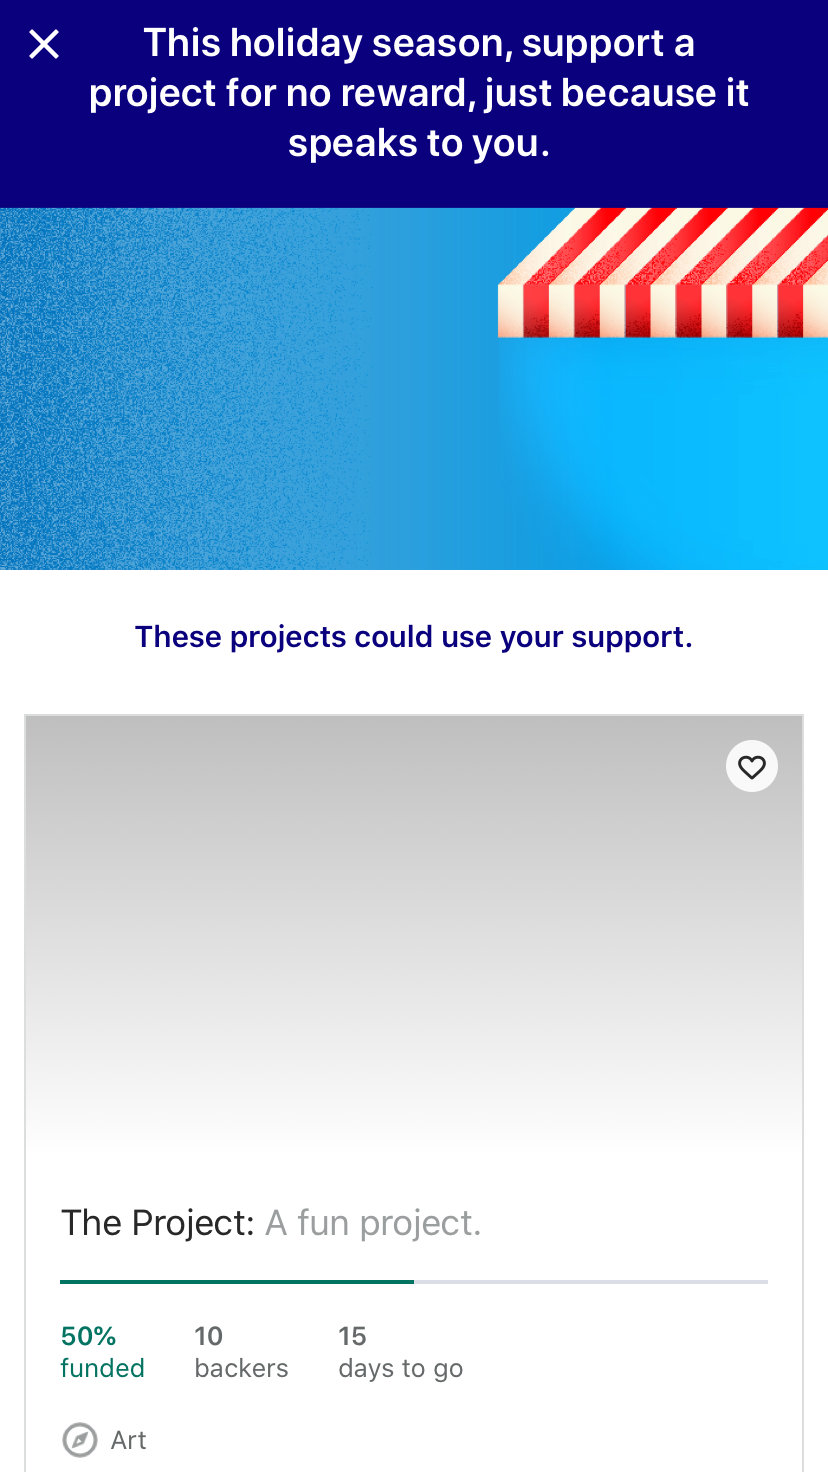 This holiday season, support a
project for no reward, just because it
speaks to you.
These projects could use your support.
The Project: A fun project.
50% 10 15
funded backers days to go
Art